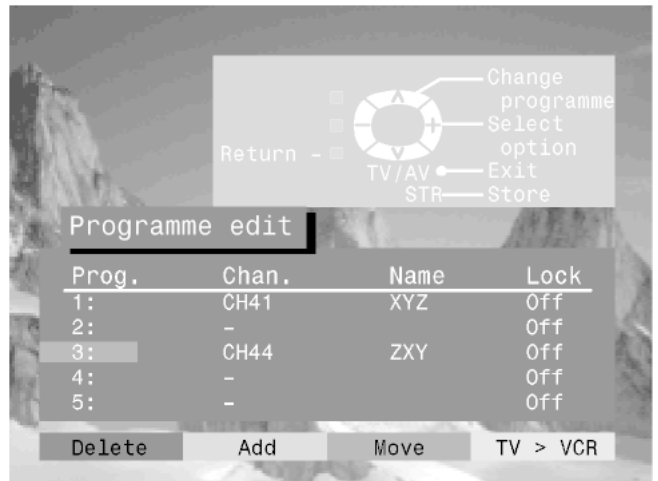 Change
programme
Select
option
Return -
TV/AV
Exit
STR
Store
Programme edit
Prog. Chan. Name Lock
1: CH41 XYZ Off
2: - Off
3: CH44 ZXY Off
4: - Off
5: - Off
Delete Add Move TV > VCR